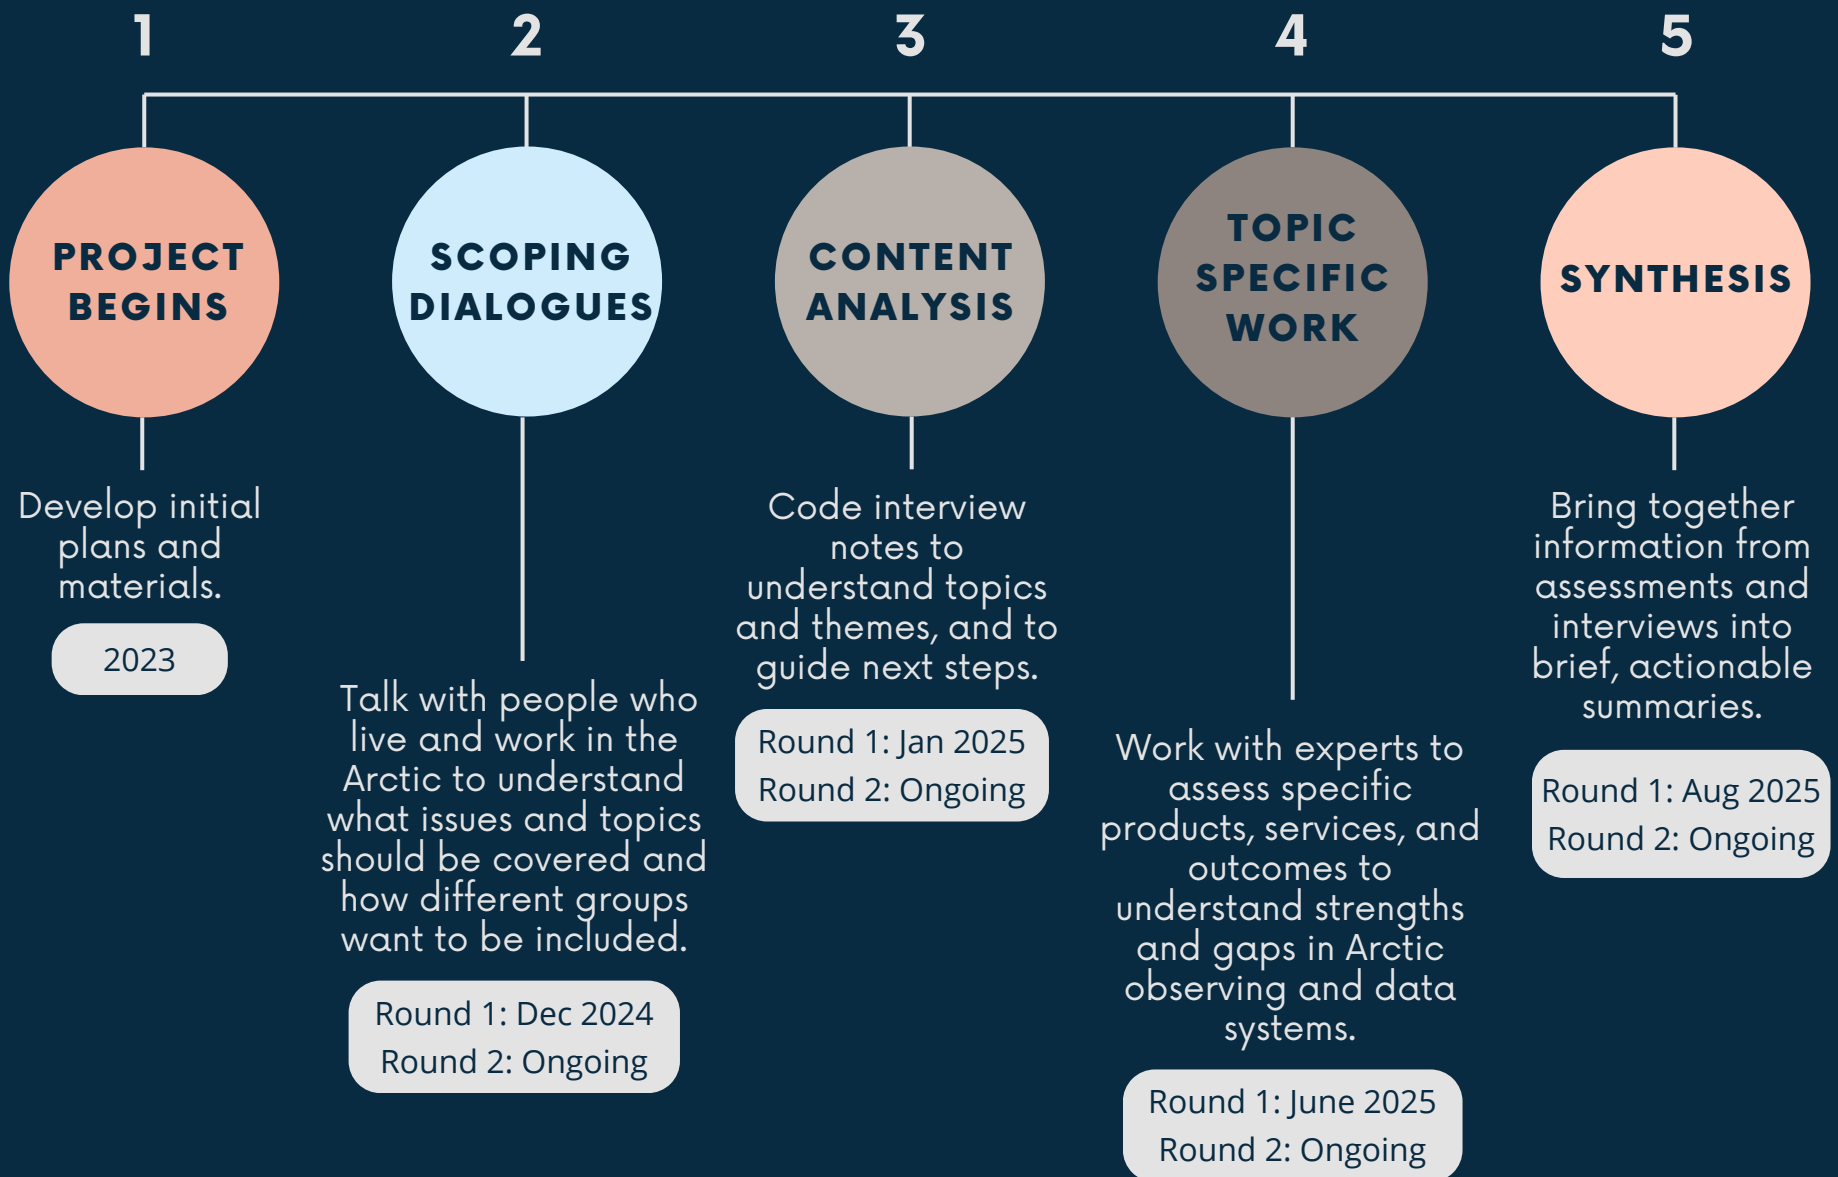 1
PROJECT
BEGINS
Develop initial
plans and
materials.
2023
2
SCOPING
DIALOGUES
Talk with people who
live and work in the
Arctic to understand
what issues and topics
should be covered and
how different groups
want to be included.
Round 1: Dec 2024
Round 2: Ongoing
3
CONTENT
ANALYSIS
Code interview
notes to
understand topics
and themes, and to
guide next steps.
Round 1: Jan 2025
Round 2: Ongoing
4
TOPIC
SPECIFIC
WORK
Work with experts to
assess specific
products, services, and
outcomes to
understand strengths
and gaps in Arctic
observing and data
systems.
Round 1: June 2025
Round 2: Ongoing
5
SYNTHESIS
Bring together
information from
assessments and
interviews into
brief, actionable
summaries.
Round 1: Aug 2025
Round 2: Ongoing